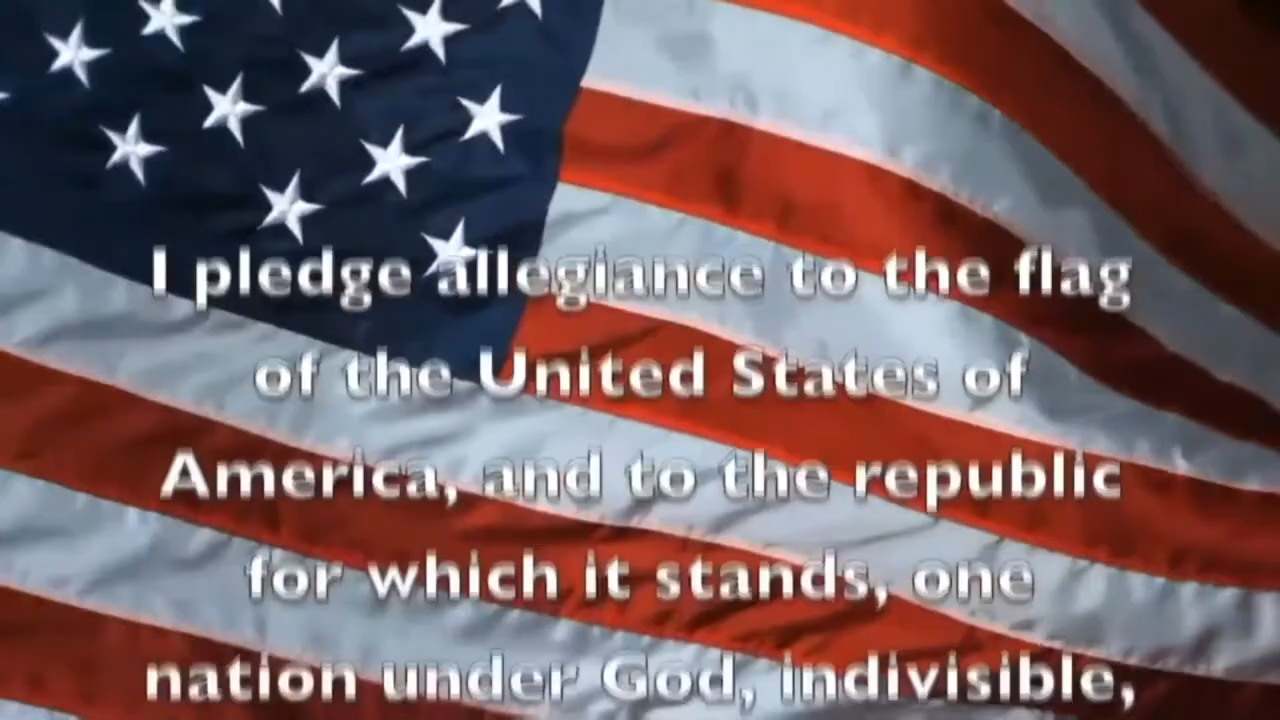 I pledge allegiance to the flag
of the United States of
America, and to the republic
for which it stands, one
nation under God, indivisible,